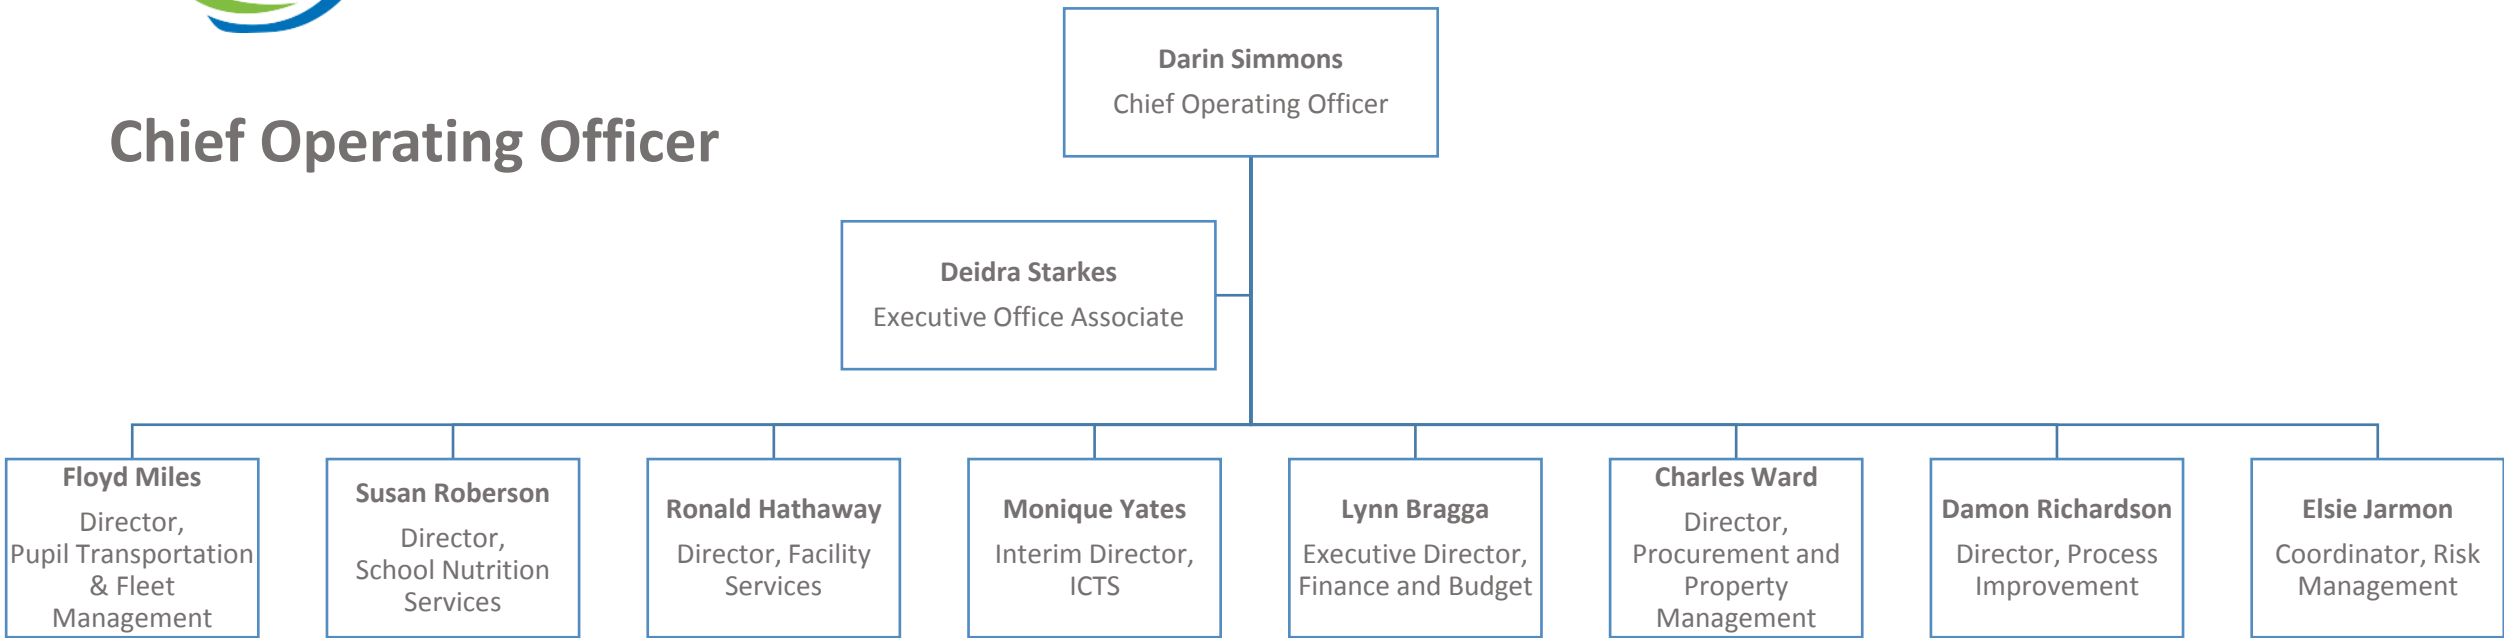 Chief Operating Officer
Darin Simmons
Chief Operating Officer
Deidra Starkes
Executive Office Associate
Floyd Miles
Director,
Pupil Transportation
& Fleet
Management
Susan Roberson
Director,
School Nutrition
Services
Ronald Hathaway
Director, Facility
Services
Monique Yates
Interim Director,
ICTS
Lynn Bragga
Executive Director,
Finance and Budget
Charles Ward
Director,
Procurement and
Property
Management
Damon Richardson
Director, Process
Improvement
Elsie Jarmon
Coordinator, Risk
Management